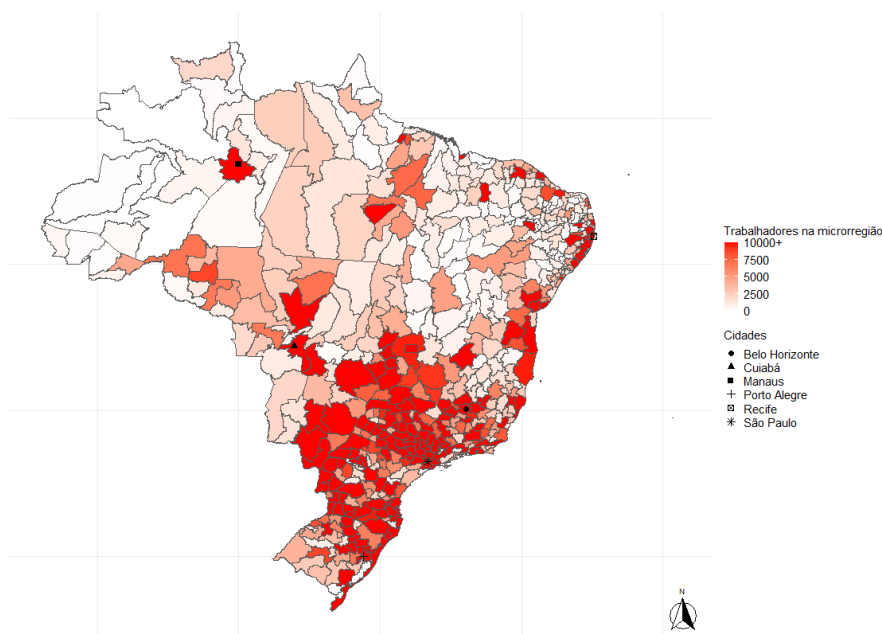 Trabalhadores na microrregião
10000+
7500
5000
2500
0
Cidades
Belo Horizonte
Cuiabá
Manaus
Porto Alegre
Recife
São Paulo
N